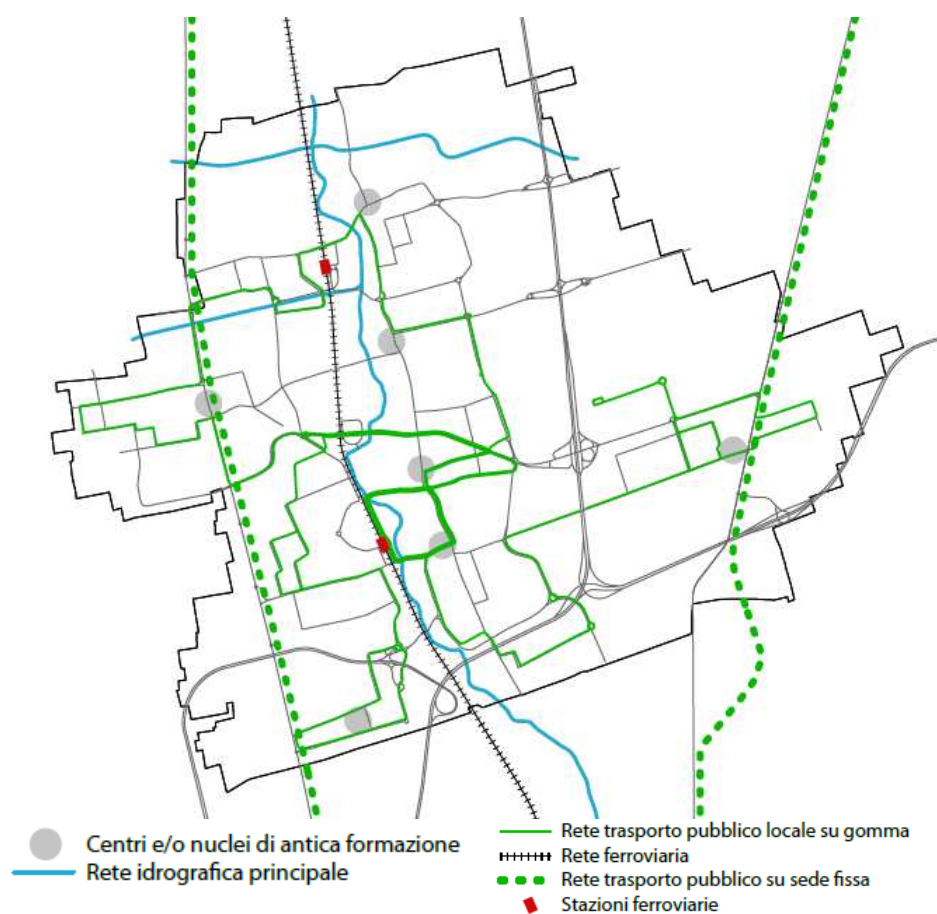 Centri e/o nuclei di antica formazione
Rete idrografica principale
Rete trasporto pubblico locale su gomma
Rete ferroviaria
Rete trasporto pubblico su sede fissa
Stazioni ferroviarie